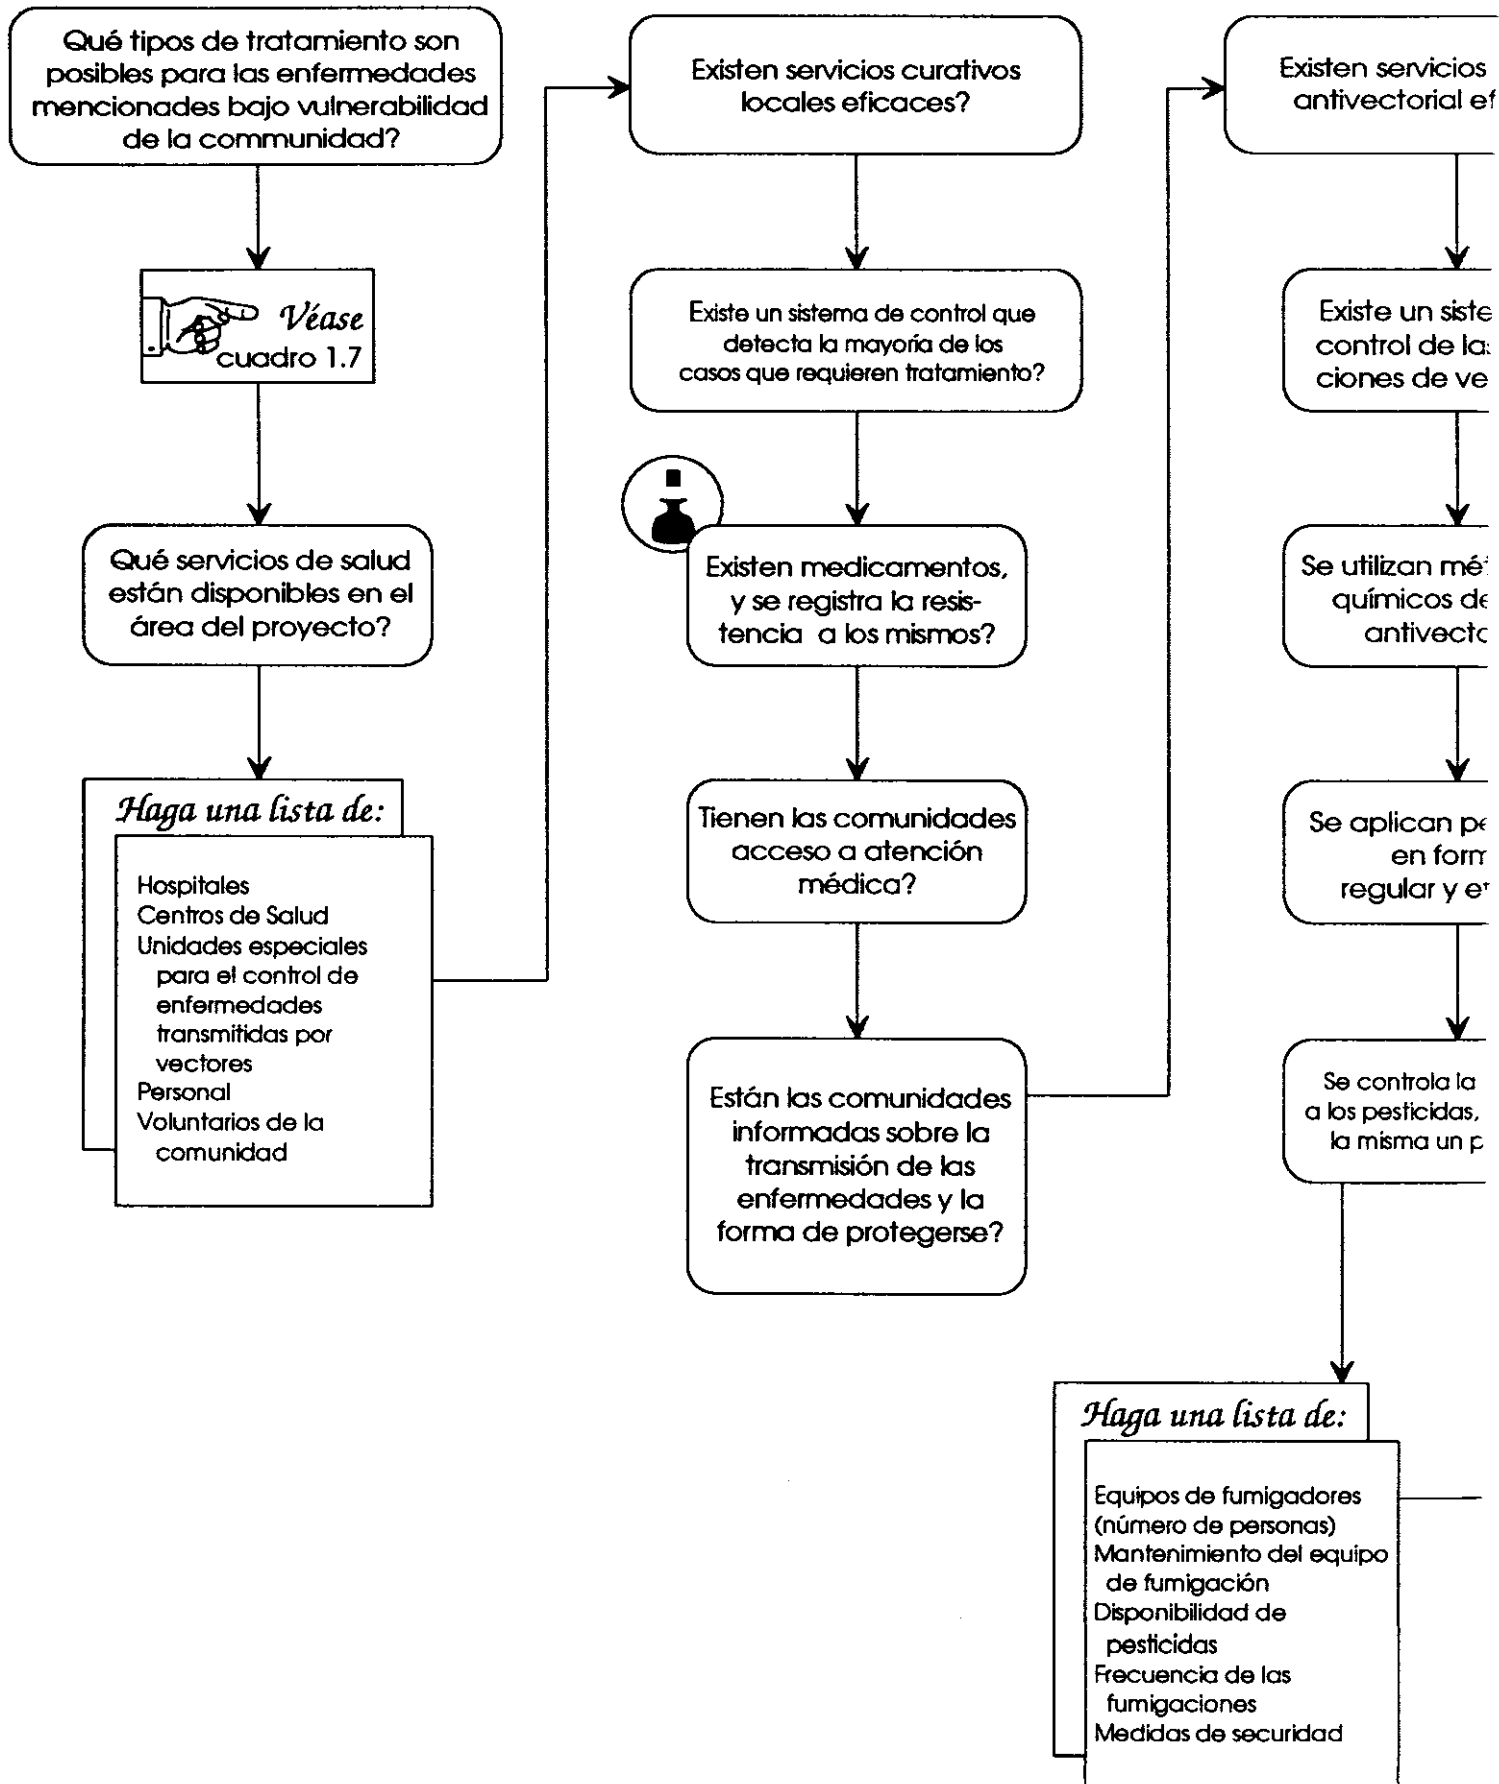 Qué tipos de tratamiento son
posibles para las enfermedades
mencionades bajo vulnerabilidad
de la communidad?
Véase
cuadro 1.7
Qué servicios de salud
están disponibles en el
área del proyecto?
Haga una lista de:
Hospitales
Centros de Salud
Unidades especiales
para el control de
enfermedades
transmitidas por
vectores
Personal
Voluntarios de la
comunidad
Existen servicios curativos
locales eficaces?
Existe un sistema de control que
detecta la mayoría de los
casos que requieren tratamiento?
Existen medicamentos,
y se registra la resis-
tencia a los mismos?
Tienen las comunidades
acceso a atención
médica?
Están las comunidades
informadas sobre la
transmisión de las
enfermedades y la
forma de protegerse?
Existen servicios
antivectorial
Existe un
control de
ciones de
Se utilizan
químicos
Se aplican
en
regular y
Se controla la
a los pesticidas,
la misma un
Haga una lista de:
Equipos de fumigadores
(número de personas)
Mantenimiento del equipo
de fumigación
Disponibilidad de
pesticidas
Frecuencia de las
fumigaciones
Medidas de securidad